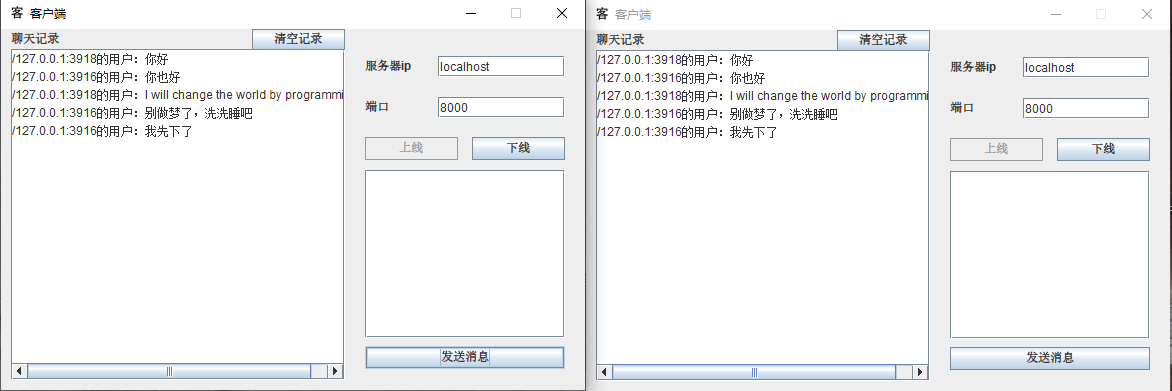 客 客户端
聊天记录 清空记录
/127.0.0.1:3918的用户：你好
/127.0.0.1:3916的用户：你也好
/127.0.0.1:3918的用户：I will change the world by programmi
/127.0.0.1:3916的用户：别做梦了，洗洗睡吧
/127.0.0.1:3916的用户：我先下了
服务器ip localhost
端口 8000
上线 下线
发送消息
客 客户端
聊天记录 清空记录
/127.0.0.1:3918的用户：你好
/127.0.0.1:3916的用户：你也好
/127.0.0.1:3918的用户：I will change the world by programmi
/127.0.0.1:3916的用户：别做梦了，洗洗睡吧
/127.0.0.1:3916的用户：我先下了
服务器ip localhost
端口 8000
上线 下线
发送消息